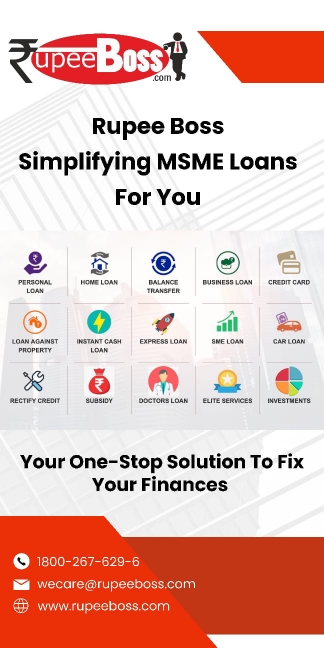 ₹upeeBoss
.com
Rupee Boss
Simplifying MSME Loans
For You
PERSONAL
LOAN
HOME LOAN
BALANCE
TRANSFER
BUSINESS LOAN
CREDIT CARD
LOAN AGAINST
PROPERTY
INSTANT CASH
LOAN
EXPRESS LOAN
SME LOAN
CAR LOAN
RECTIFY CREDIT
SUBSIDY
DOCTORS LOAN
ELITE SERVICES
INVESTMENTS
Your One-Stop Solution To Fix
Your Finances
1800-267-629-6
wecare@rupeeboss.com
www.rupeeboss.com